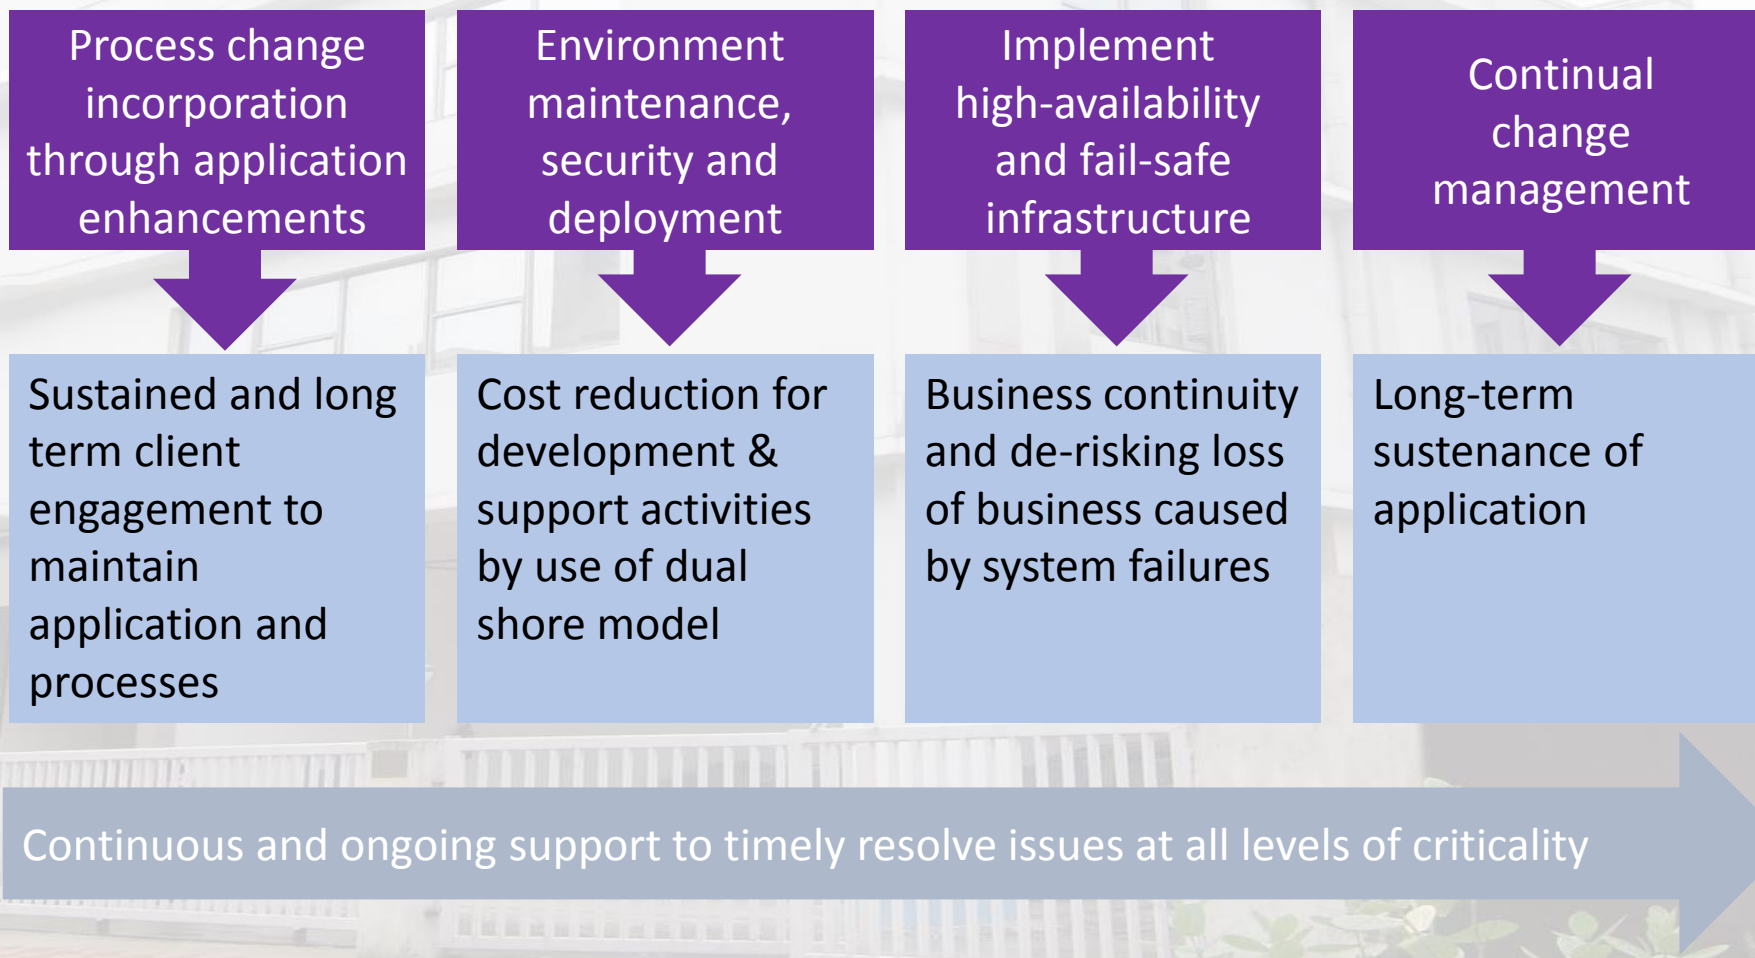 Process change
incorporation
through application
enhancements
Environment
maintenance,
security and
deployment
Implement
high-availability
and fail-safe
infrastructure
Continual
change
management
Sustained and long
term client
engagement to
maintain
application and
processes
Cost reduction for
development &
support activities
by use of dual
shore model
Business continuity
and de-risking loss
of business caused
by system failures
Long-term
sustenance of
application
Continuous and ongoing support to timely resolve issues at all levels of criticality